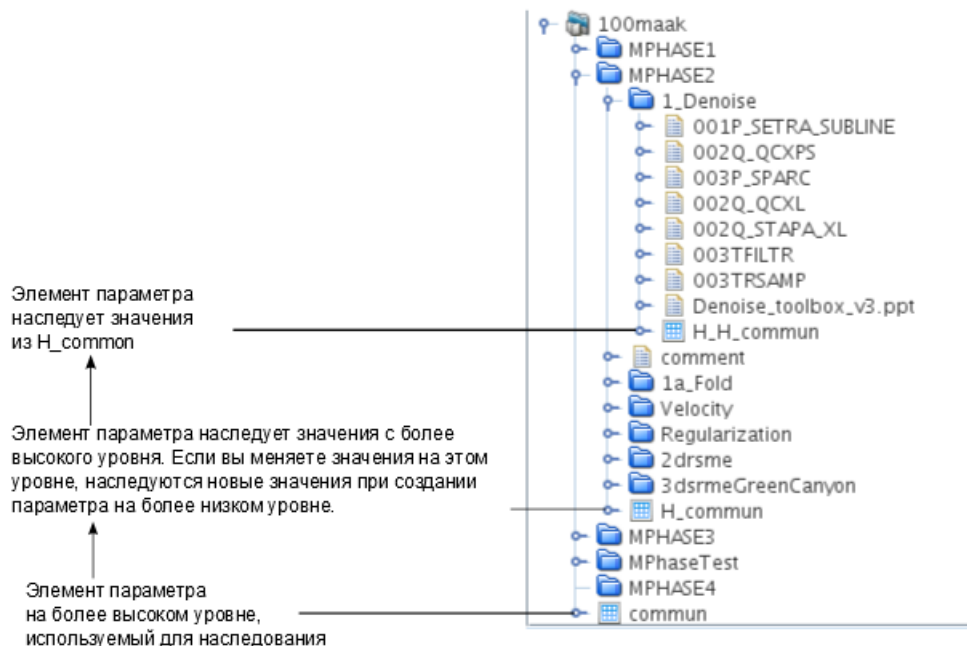 100maak
MPHASE1
MPHASE2
1_Denoise
001P_SETRA_SUBLINE
002Q_QCXPS
003P_SPARC
002Q_QCXL
002Q_STAPA_XL
003TFILTR
003TRSAMP
Denoise_toolbox_v3.ppt
H_H_commun
comment
1a_Fold
Velocity
Regularization
2drsme
3dsrmeGreenCanyon
H_commun
MPHASE3
MPhaseTest
MPHASE4
commun
Элемент параметра
наследует значения
из H_common
Элемент параметра наследует значения с более
высокого уровня. Если вы меняете значения на этом
уровне, наследуются новые значения при создании
параметра на более низком уровне.
Элемент параметра
на более высоком уровне,
используемый для наследования